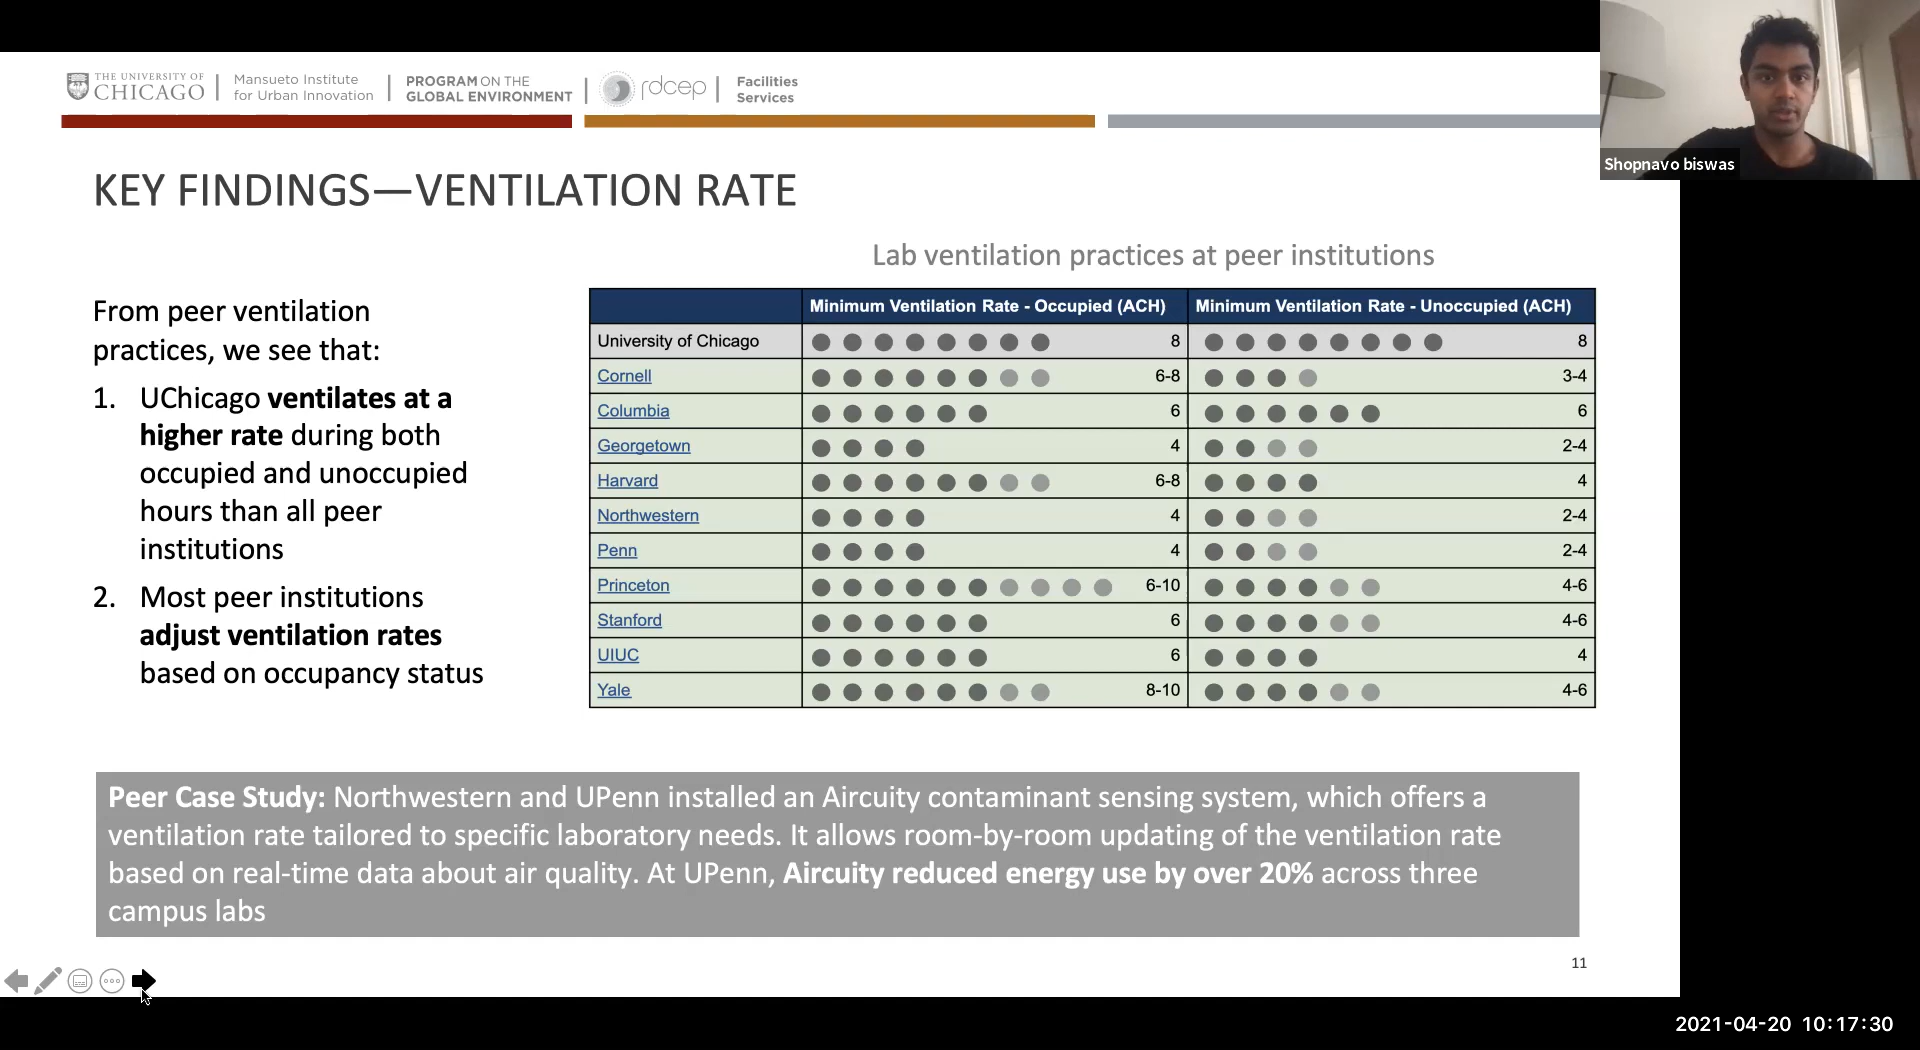 THE UNIVERSITY OF
CHICAGO
Mansueto Institute
for Urban Innovation
PROGRAM ON THE
GLOBAL ENVIRONMENT
rdcep
Facilities
Services
Shopnavo biswas
KEY FINDINGS—VENTILATION RATE
Lab ventilation practices at peer institutions
From peer ventilation
practices, we see that:
1. UChicago ventilates at a
higher rate during both
occupied and unoccupied
hours than all peer
institutions
2. Most peer institutions
adjust ventilation rates
based on occupancy status
Minimum Ventilation Rate - Occupied (ACH) Minimum Ventilation Rate - Unoccupied (ACH)
University of Chicago 8 8
Cornell 6-8 3-4
Columbia 6 6
Georgetown 4 2-4
Harvard 6-8 4
Northwestern 4 2-4
Penn 4 2-4
Princeton 6-10 4-6
Stanford 6 4-6
UIUC 6 4
Yale 8-10 4-6
Peer Case Study: Northwestern and UPenn installed an Aircuity contaminant sensing system, which offers a
ventilation rate tailored to specific laboratory needs. It allows room-by-room updating of the ventilation rate
based on real-time data about air quality. At UPenn, Aircuity reduced energy use by over 20% across three
campus labs
11
2021-04-20 10:17:30